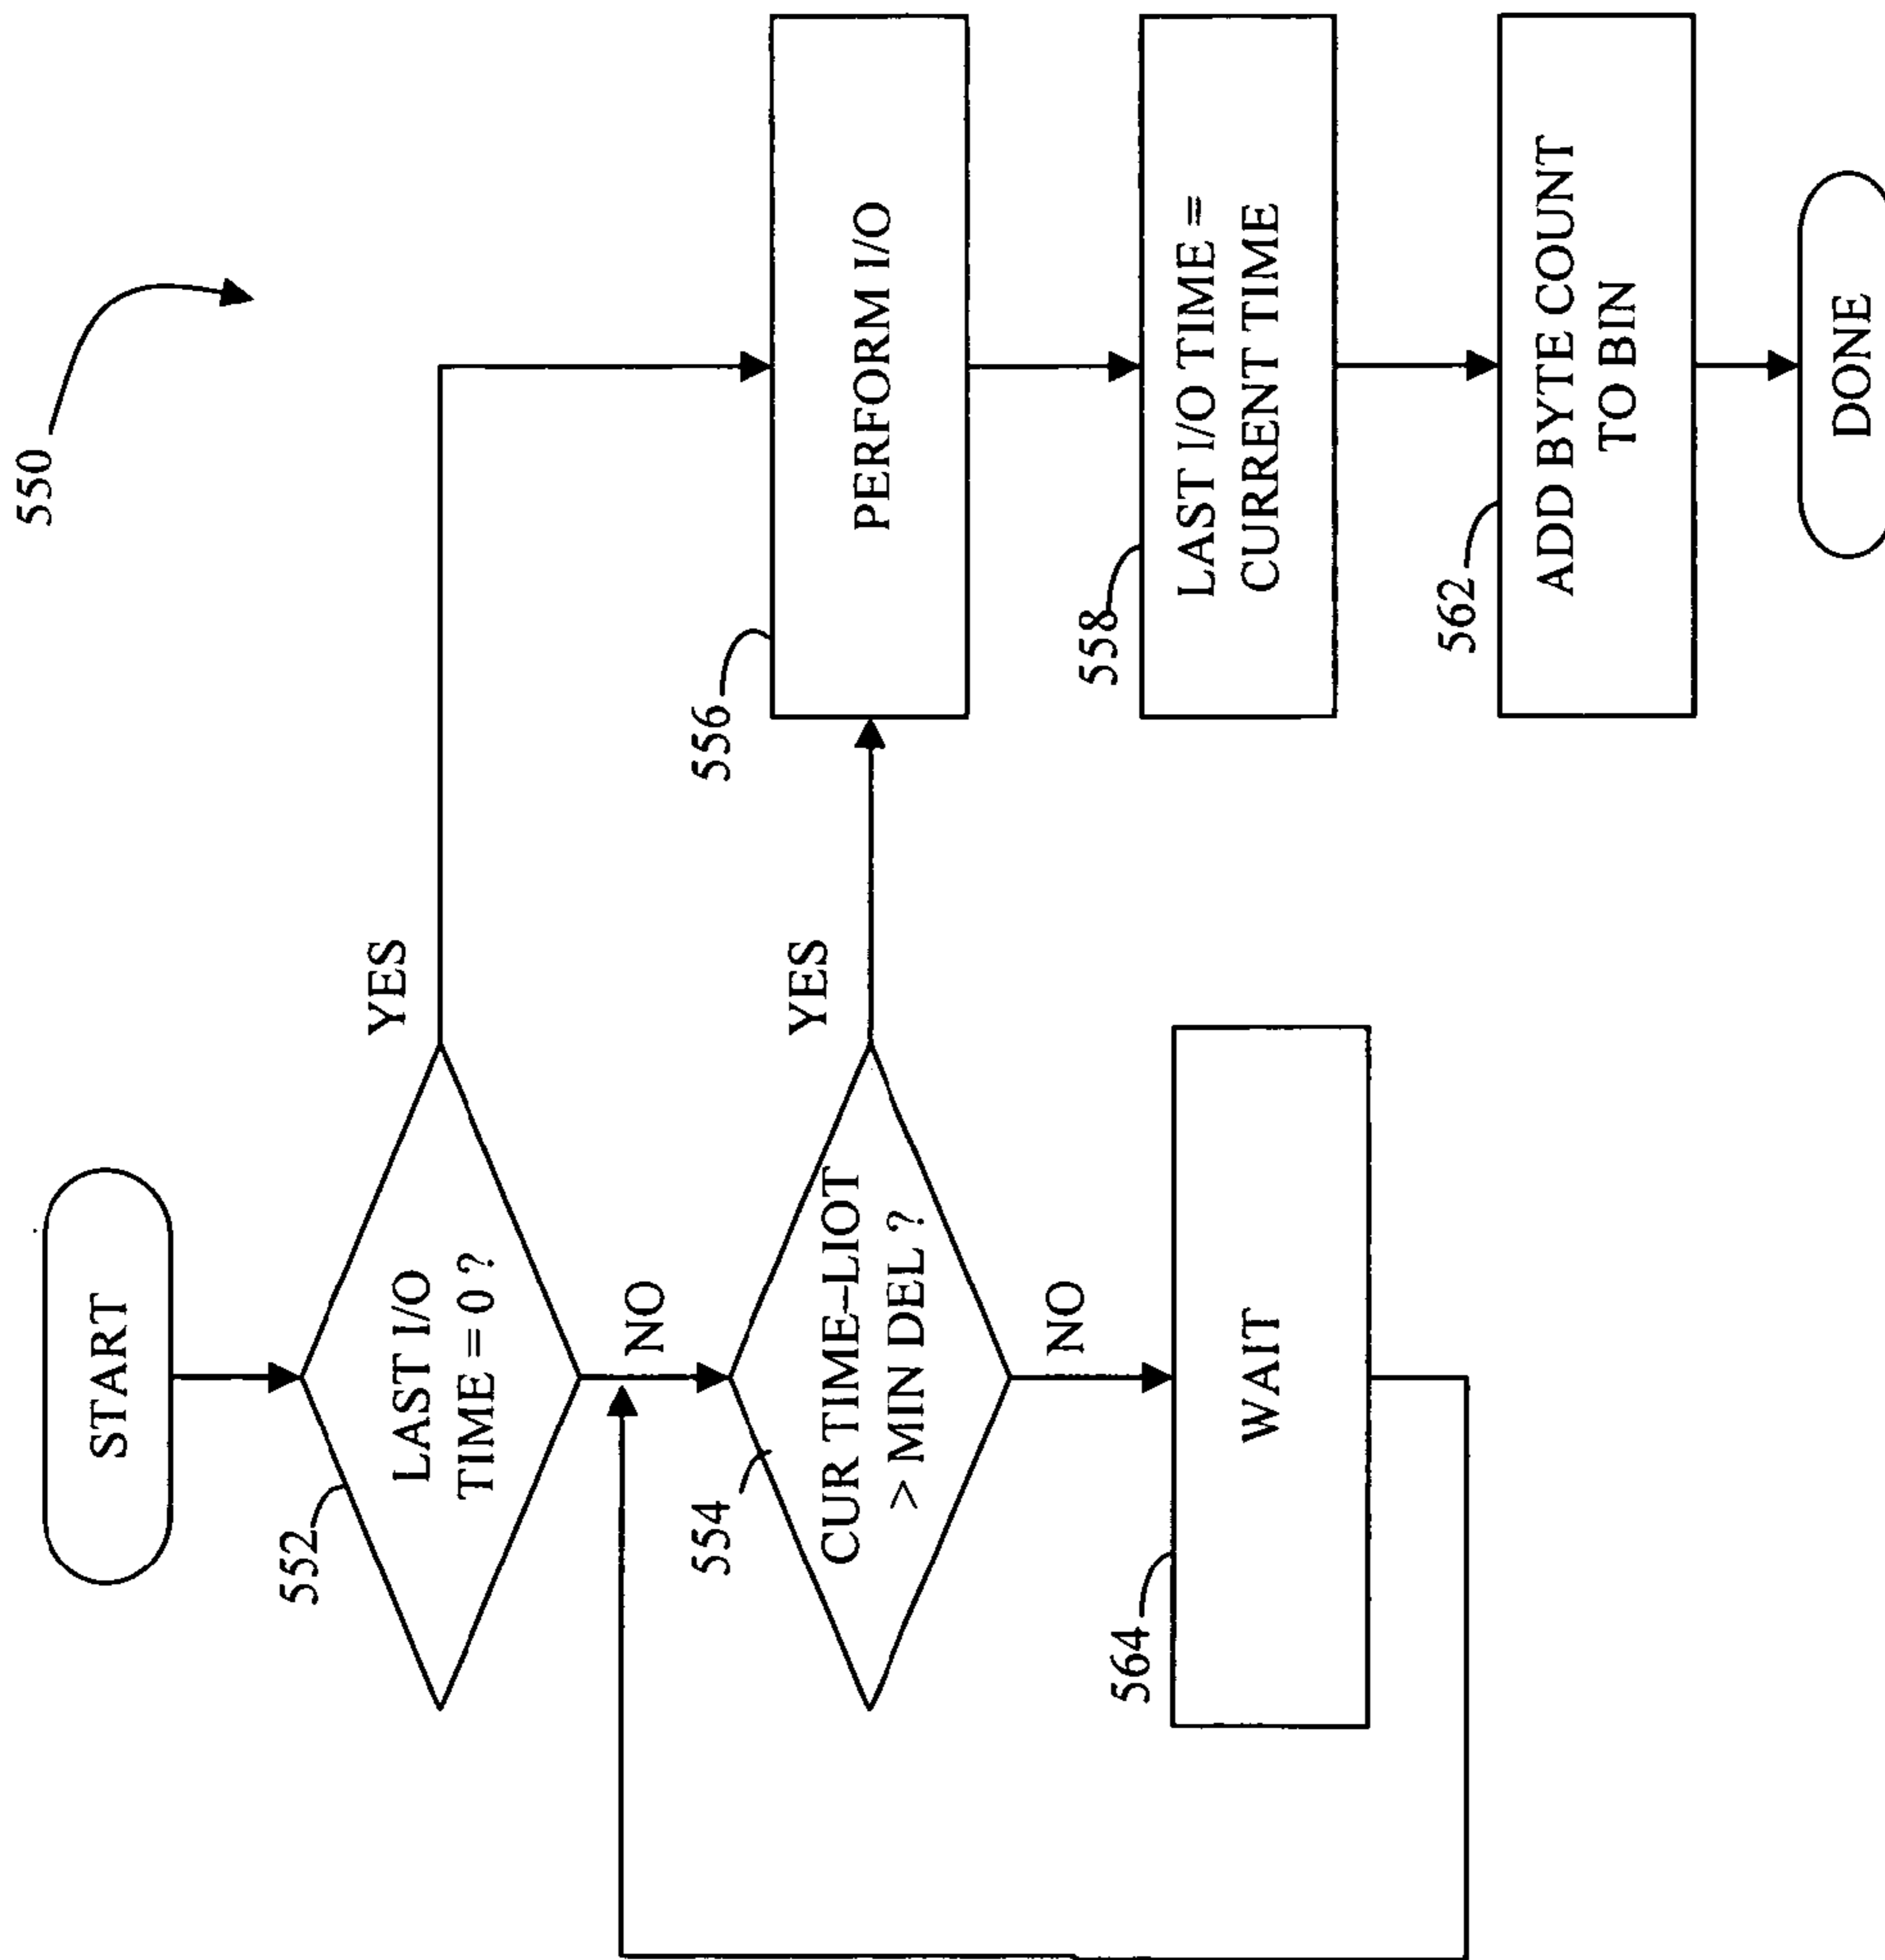 550
START
552
LAST I/O
TIME = 0 ?
YES
NO
554
CUR TIME–LIOT
> MIN DEL ?
YES
NO
564
WAIT
556
PERFORM I/O
558
LAST I/O TIME =
CURRENT TIME
562
ADD BYTE COUNT
TO BIN
DONE